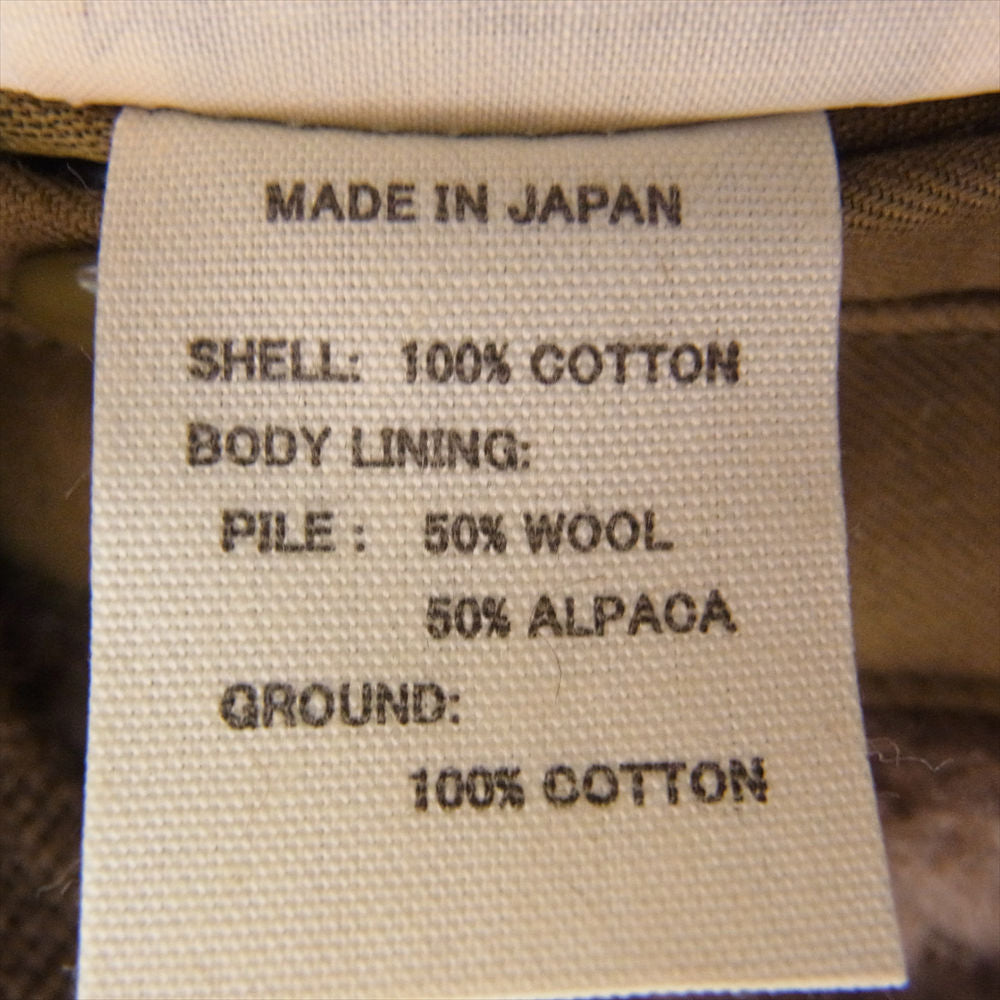 MADE IN JAPAN
SHELL: 100% COTTON
BODY LINING:
PILE : 50% WOOL
50% ALPACA
GROUND:
100% COTTON